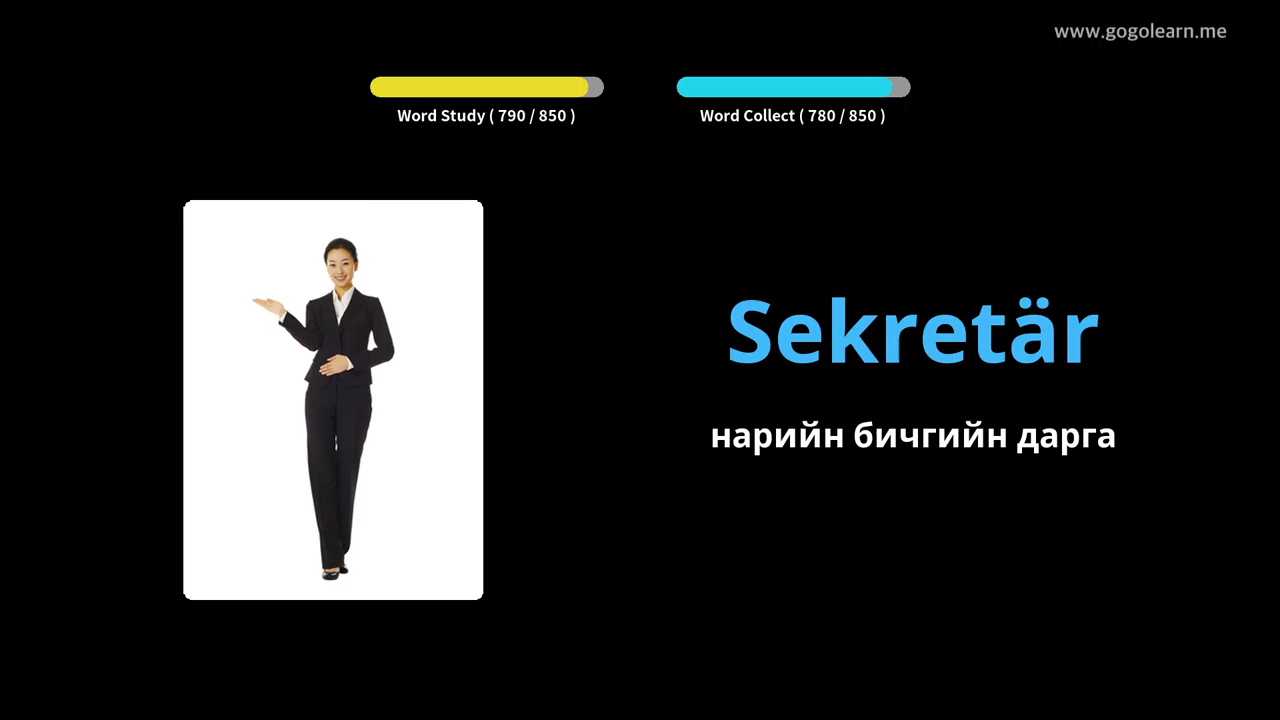 www.gogolearn.me
Word Study ( 790 / 850 )
Word Collect ( 780 / 850 )
Sekretär
нарийн бичгийн дарга